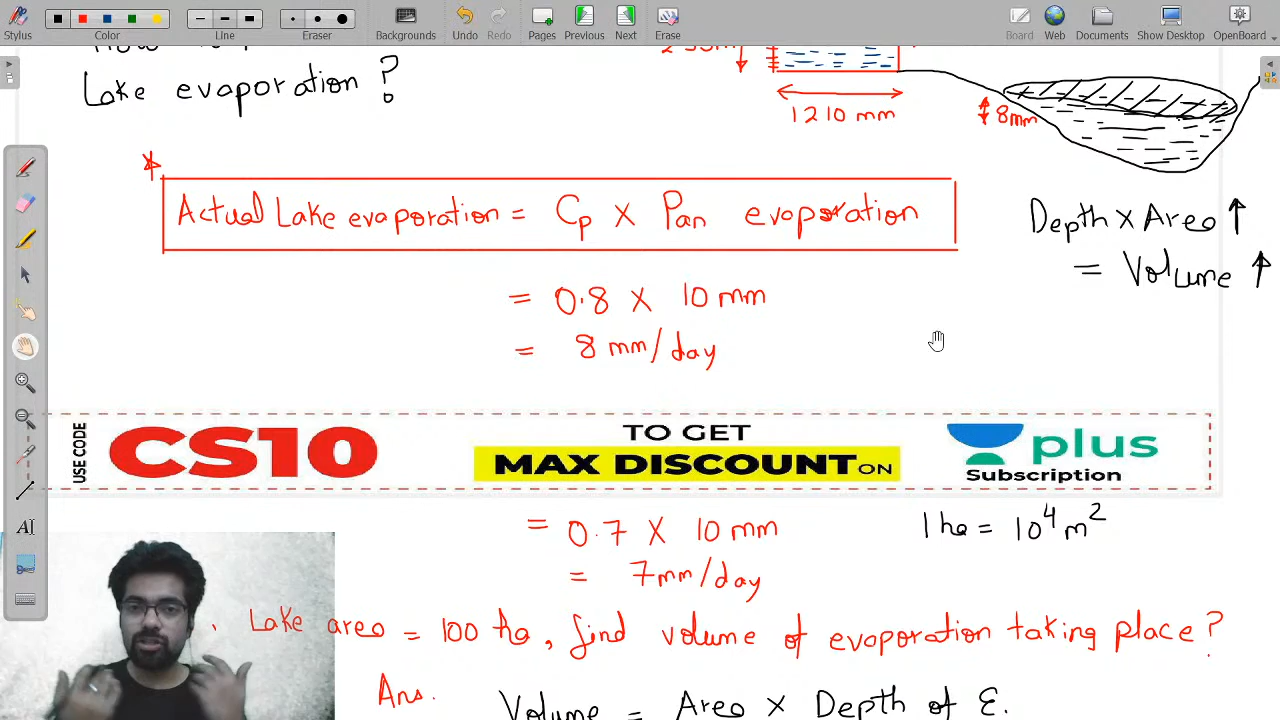 Stylus
Line
Eraser
Backgrounds
Undo
Redo
Pages
Previous
Next
Erase
Board
Web
Documents
Show Desktop
OpenBoard
Lake evaporation ?
1210 mm
8mm
Actual Lake evaporation = Cp X Pan evaporation
Depth x Area ↑
= Volume ↑
= 0.8 X 10 mm
= 8 mm/day
USE CODE
CS10
TO GET
MAX DISCOUNT ON
plus
Subscription
= 0.7 X 10 mm
1 ha = 10⁴ m²
= 7mm/day
Lake area = 100 ha, find volume of evaporation taking place?
Ans.
Volume = Area X Depth of E.
AI